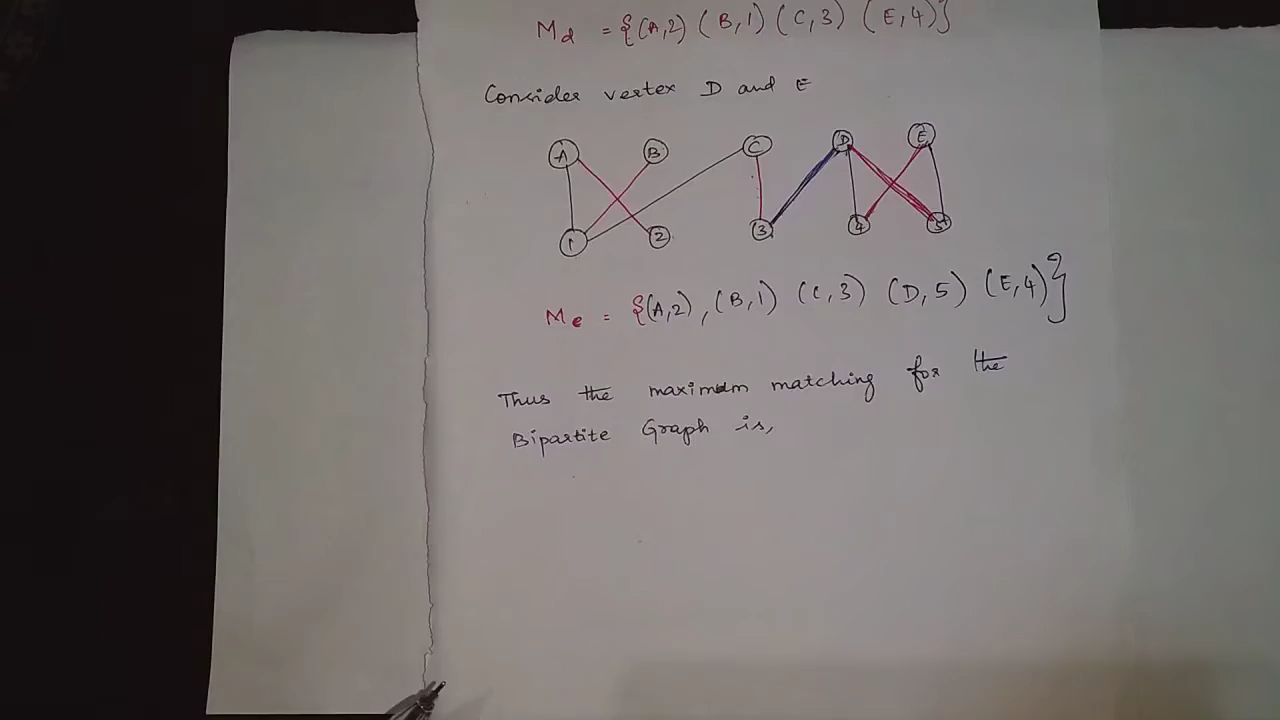 Md = {(A,2) (B,1) (C,3) (E,4)}
Consider vertex D and E
A B C D E
1 2 3 4 5
Me = {(A,2), (B,1) (C,3) (D,5) (E,4)}
Thus the maximum matching for the
Bipartite Graph is,